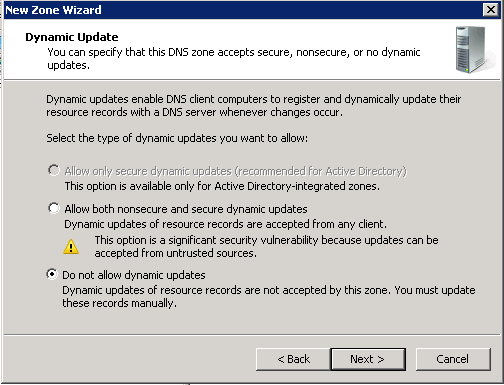 New Zone Wizard
Dynamic Update
You can specify that this DNS zone accepts secure, nonsecure, or no dynamic
updates.
Dynamic updates enable DNS client computers to register and dynamically update their
resource records with a DNS server whenever changes occur.
Select the type of dynamic updates you want to allow:
Allow only secure dynamic updates (recommended for Active Directory)
This option is available only for Active Directory-integrated zones.
Allow both nonsecure and secure dynamic updates
Dynamic updates of resource records are accepted from any client.
This option is a significant security vulnerability because updates can be
accepted from untrusted sources.
Do not allow dynamic updates
Dynamic updates of resource records are not accepted by this zone. You must update
these records manually.
< Back
Next >
Cancel